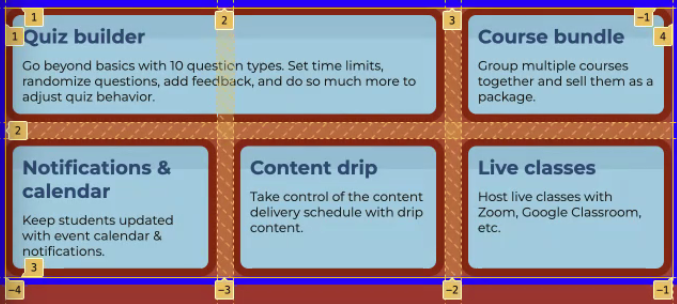 1
2
3
-1
1
4
Quiz builder
Go beyond basics with 10 question types. Set time limits,
randomize questions, add feedback, and do so much more to
adjust quiz behavior.
Course bundle
Group multiple courses
together and sell them as a
package.
2
Notifications &
calendar
Keep students updated
with event calendar &
notifications.
Content drip
Take control of the content
delivery schedule with drip
content.
Live classes
Host live classes with
Zoom, Google Classroom,
etc.
3
-4
-3
-2
-1